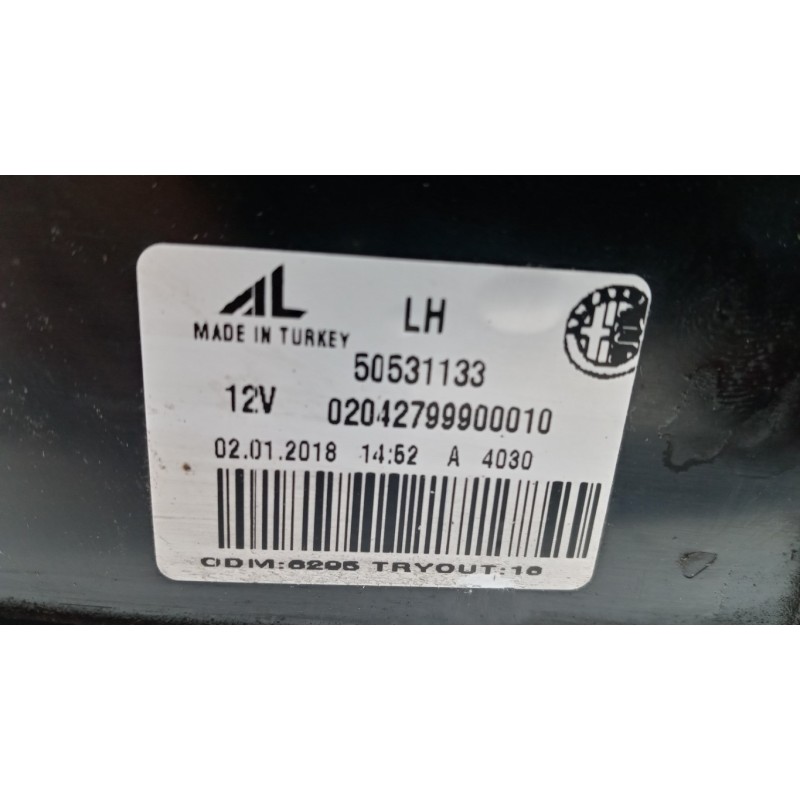 AL LH
MADE IN TURKEY
50531133
12V 02042799900010
02.01.2018 14:52 A 4030
ODM:6295 TRYOUT:16